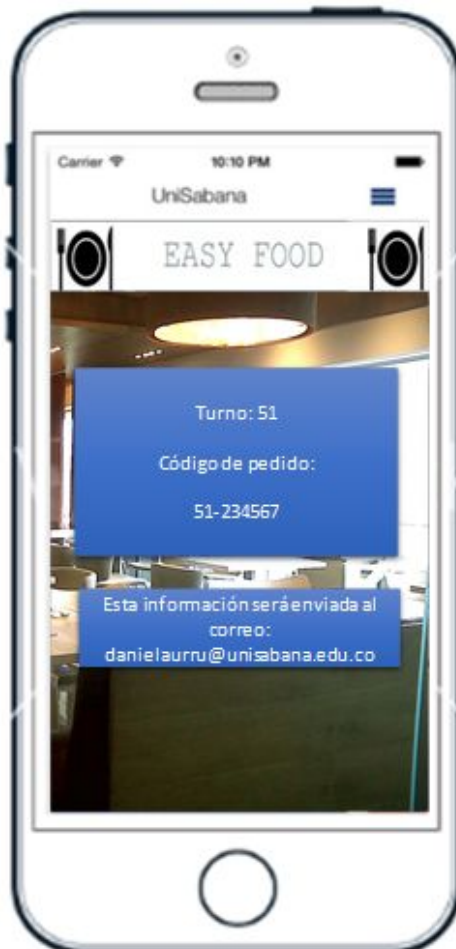 Carrier 10:10 PM
UniSabana
EASY FOOD
Turno: 51
Código de pedido:
51-234567
Esta información será enviada al
correo:
danielaurru@unisabana.edu.co